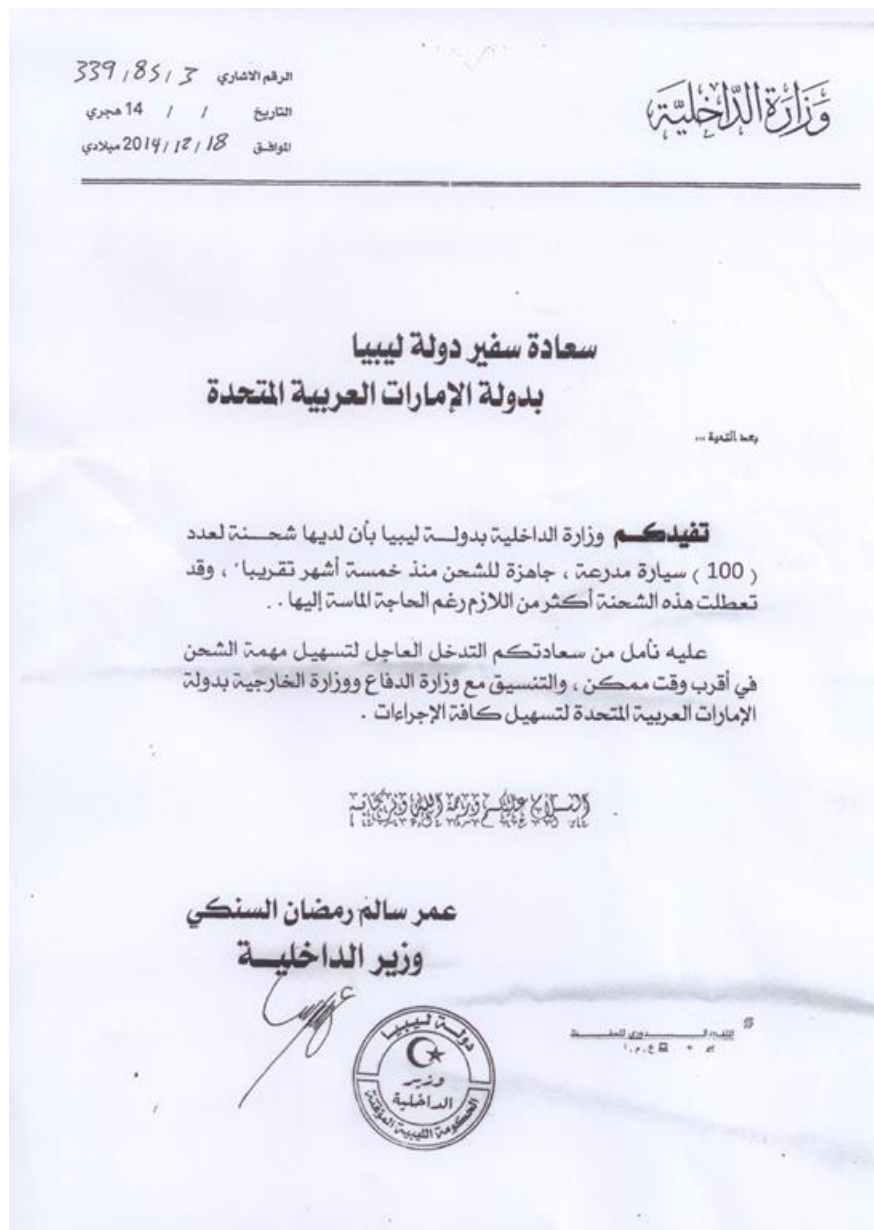 وَزَارَةُ الدَّاخِليَّة
الرقم الاشاري 339 / 85 / 3
التاريخ / / 14 هجري
الموافق 18 / 12 / 2014 ميلادي
سعادة سفير دولة ليبيا
بدولة الإمارات العربية المتحدة
بعد التحية ...
تفيدكم وزارة الداخلية بدولة ليبيا بأن لديها شحنة لعدد
( 100 ) سيارة مدرعة ، جاهزة للشحن منذ خمسة أشهر تقريبا ، وقد
تعطلت هذه الشحنة أكثر من اللازم رغم الحاجة الماسة إليها . .
عليه نأمل من سعادتكم التدخل العاجل لتسهيل مهمة الشحن
في أقرب وقت ممكن ، والتنسيق مع وزارة الدفاع ووزارة الخارجية بدولة
الإمارات العربية المتحدة لتسهيل كافة الإجراءات .
السلام عليكم ورحمة الله وبركاته
عمر سالم رمضان السنكي
وزير الداخلية
دولة ليبيا
وزير
الداخلية
الحكومة الليبية المؤقتة
ع . م . ا